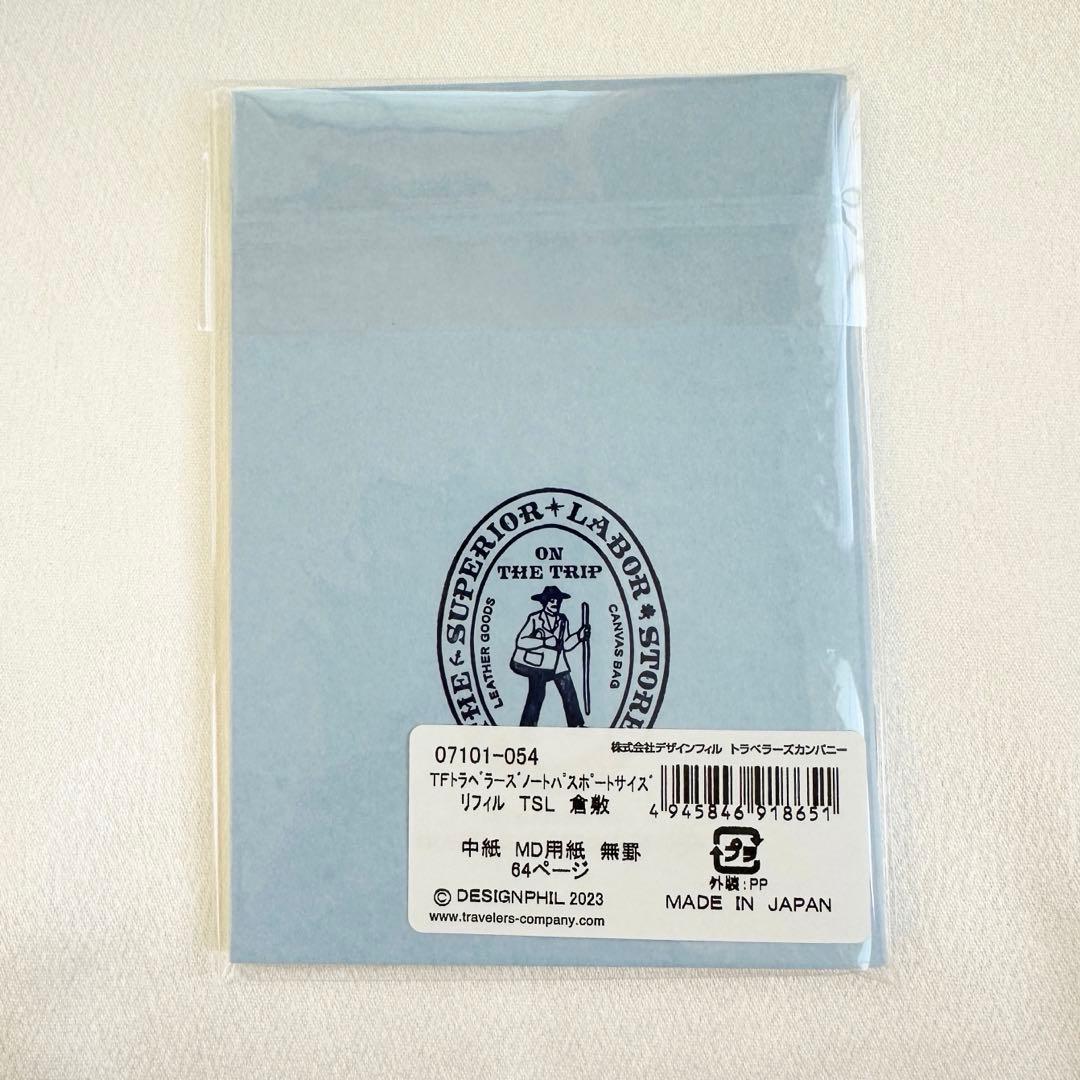 THE SUPERIOR LABOR STORE
ON
THE TRIP
LEATHER GOODS
CANVAS BAG
07101-054
株式会社デザインフィル トラベラーズカンパニー
TFトラベラーズノートパスポートサイズ
リフィル TSL 倉敷
4 945846 918651
中紙 MD用紙 無罫
64ページ
プラ
外装:PP
© DESIGNPHIL 2023
MADE IN JAPAN
www.travelers-company.com